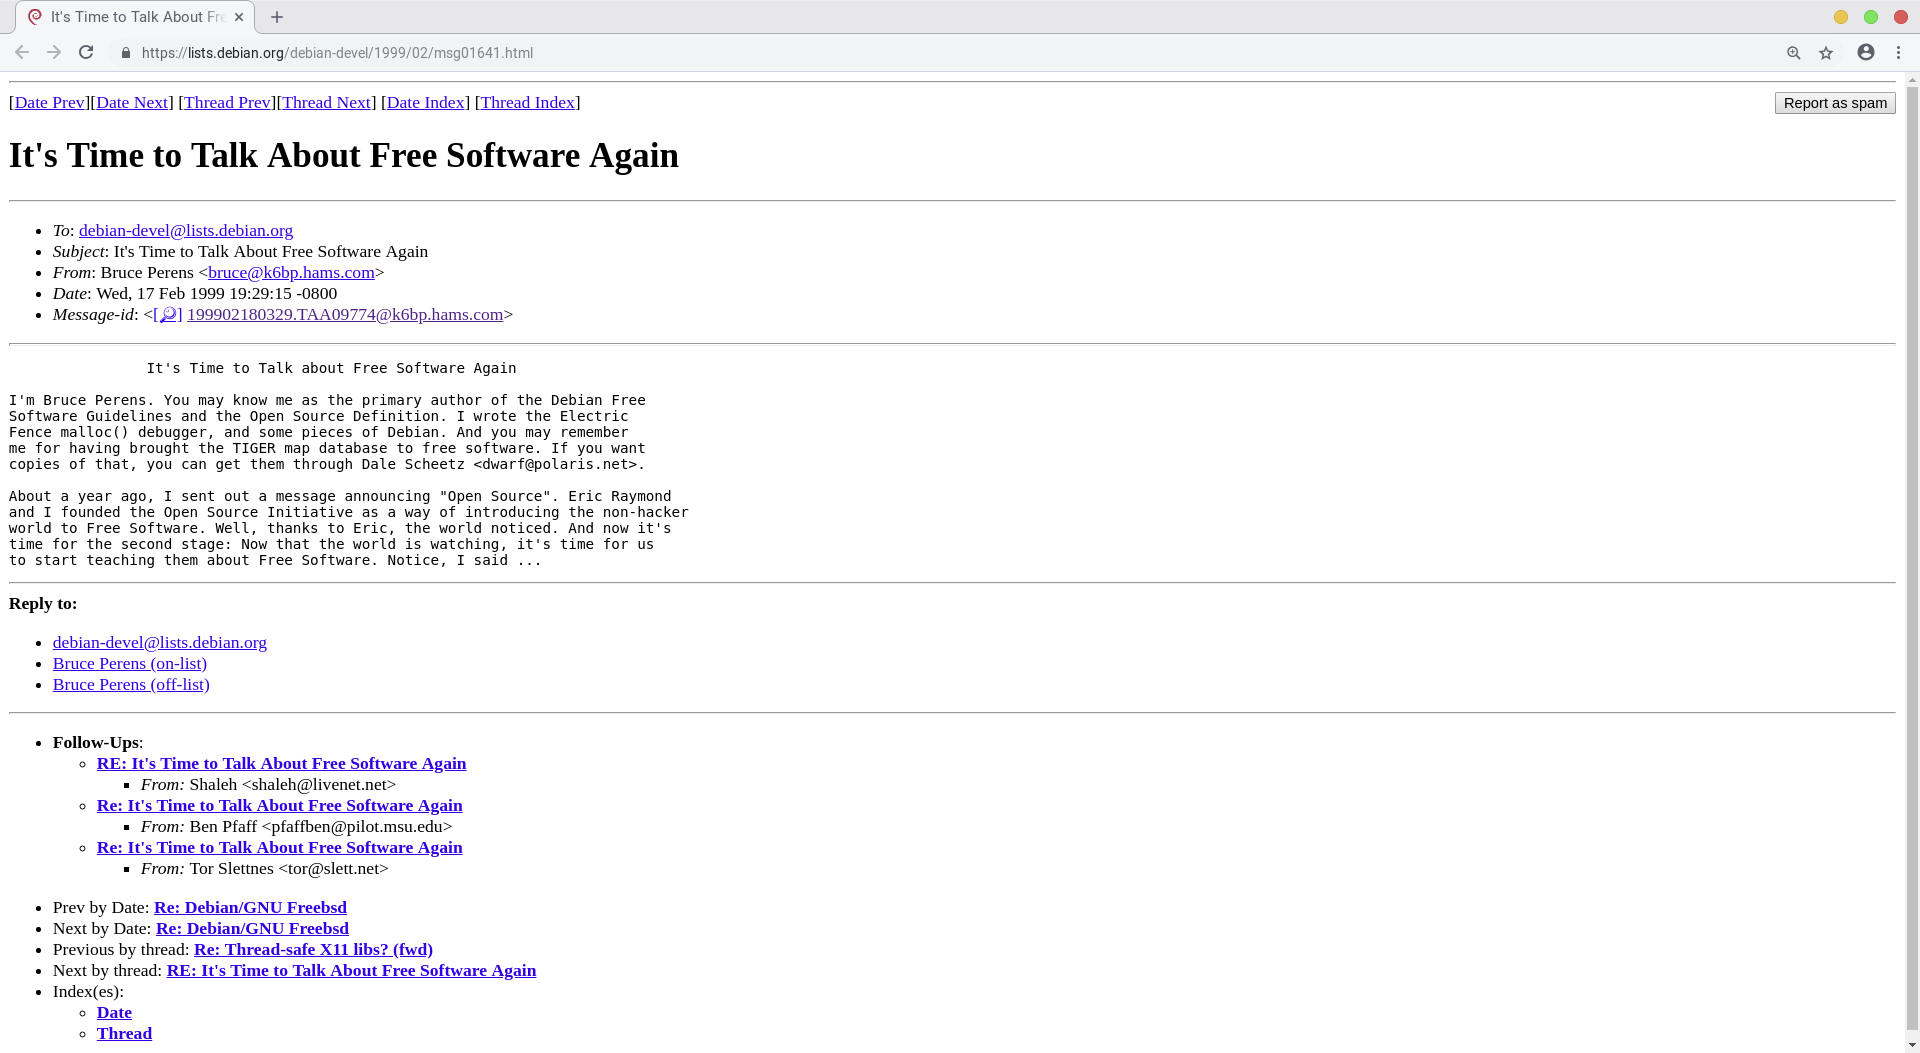 It's Time to Talk About Fre
https://lists.debian.org/debian-devel/1999/02/msg01641.html
[Date Prev][Date Next] [Thread Prev][Thread Next] [Date Index] [Thread Index]
Report as spam
It's Time to Talk About Free Software Again
To: debian-devel@lists.debian.org
Subject: It's Time to Talk About Free Software Again
From: Bruce Perens <bruce@k6bp.hams.com>
Date: Wed, 17 Feb 1999 19:29:15 -0800
Message-id: <[🔎] 199902180329.TAA09774@k6bp.hams.com>
It's Time to Talk about Free Software Again
I'm Bruce Perens. You may know me as the primary author of the Debian Free
Software Guidelines and the Open Source Definition. I wrote the Electric
Fence malloc() debugger, and some pieces of Debian. And you may remember
me for having brought the TIGER map database to free software. If you want
copies of that, you can get them through Dale Scheetz <dwarf@polaris.net>.
About a year ago, I sent out a message announcing "Open Source". Eric Raymond
and I founded the Open Source Initiative as a way of introducing the non-hacker
world to Free Software. Well, thanks to Eric, the world noticed. And now it's
time for the second stage: Now that the world is watching, it's time for us
to start teaching them about Free Software. Notice, I said ...
Reply to:
debian-devel@lists.debian.org
Bruce Perens (on-list)
Bruce Perens (off-list)
Follow-Ups:
RE: It's Time to Talk About Free Software Again
From: Shaleh <shaleh@livenet.net>
Re: It's Time to Talk About Free Software Again
From: Ben Pfaff <pfaffben@pilot.msu.edu>
Re: It's Time to Talk About Free Software Again
From: Tor Slettnes <tor@slett.net>
Prev by Date: Re: Debian/GNU Freebsd
Next by Date: Re: Debian/GNU Freebsd
Previous by thread: Re: Thread-safe X11 libs? (fwd)
Next by thread: RE: It's Time to Talk About Free Software Again
Index(es):
Date
Thread